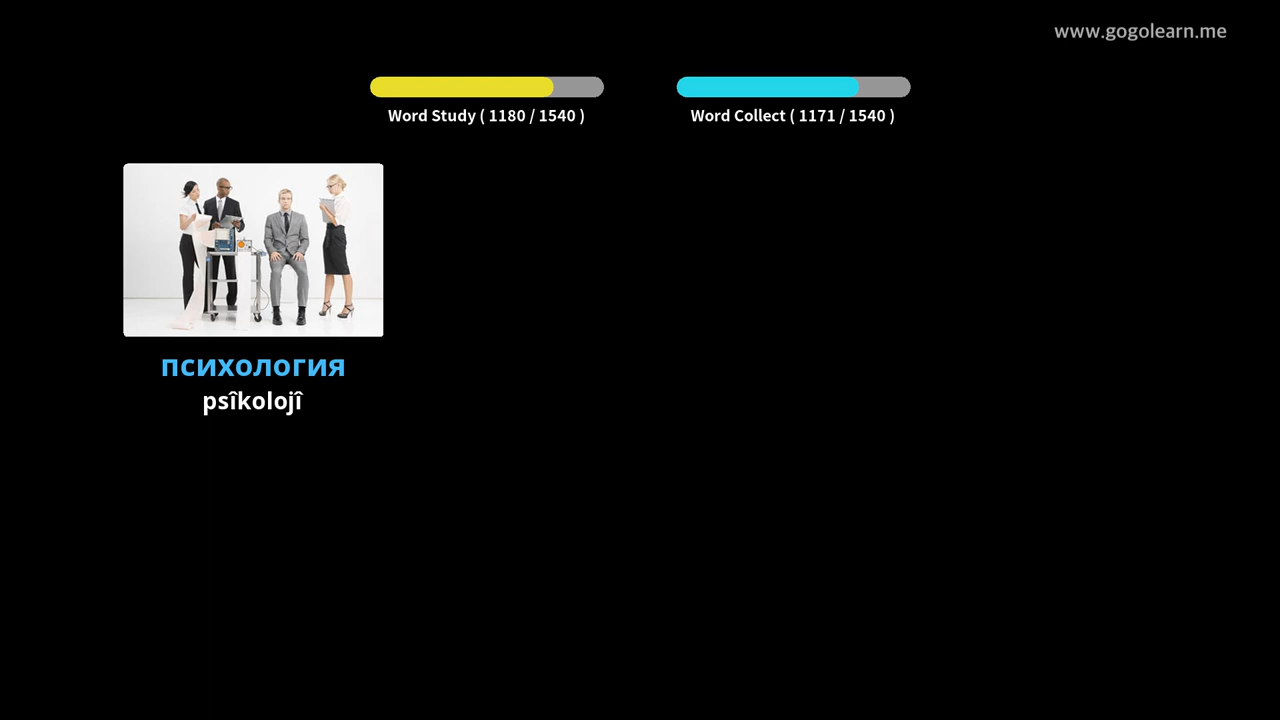 www.gogolearn.me
Word Study ( 1180 / 1540 )
Word Collect ( 1171 / 1540 )
психология
psîkolojî